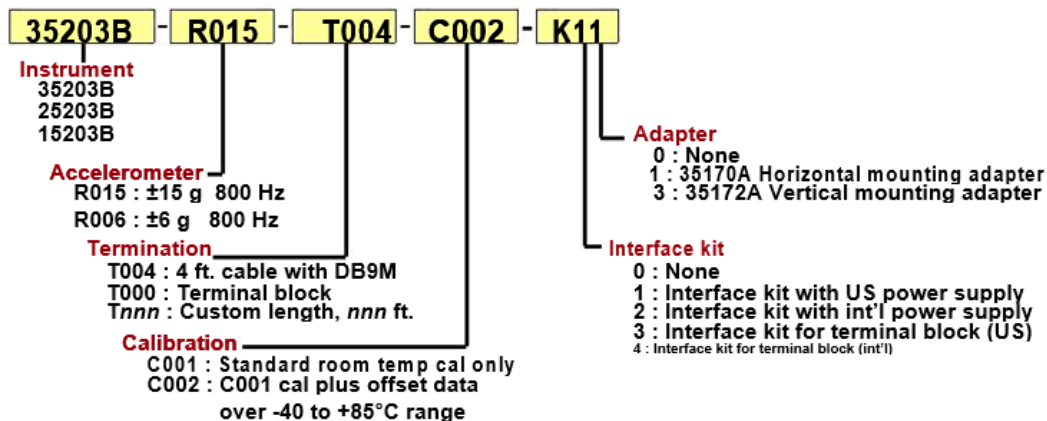 35203B - R015 - T004 - C002 - K11
Instrument
35203B
25203B
15203B
Accelerometer
R015 : ±15 g 800 Hz
R006 : ±6 g 800 Hz
Termination
T004 : 4 ft. cable with DB9M
T000 : Terminal block
Tnnn : Custom length, nnn ft.
Calibration
C001 : Standard room temp cal only
C002 : C001 cal plus offset data
over -40 to +85°C range
Adapter
0 : None
1 : 35170A Horizontal mounting adapter
3 : 35172A Vertical mounting adapter
Interface kit
0 : None
1 : Interface kit with US power supply
2 : Interface kit with int'l power supply
3 : Interface kit for terminal block (US)
4 : Interface kit for terminal block (int'l)